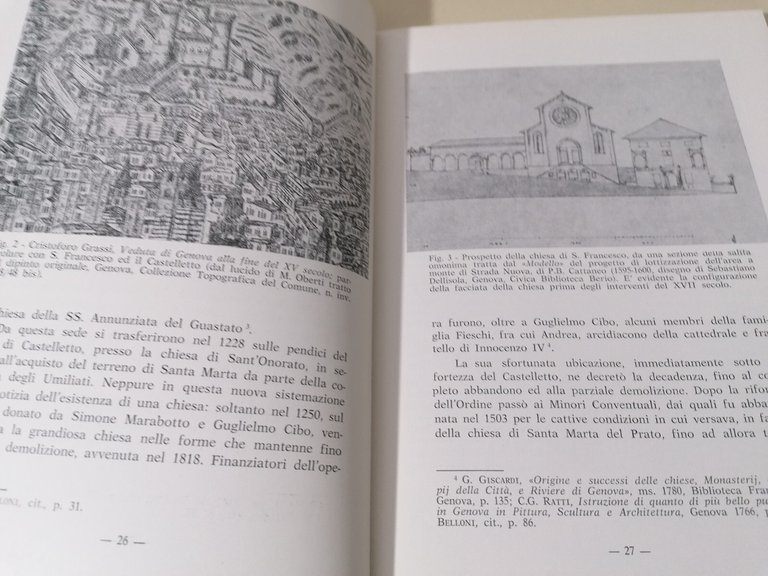 g. 2 - Cristoforo Grassi, Veduta di Genova alla fine del XV secolo; par-
olare con S. Francesco ed il Castelletto (dal lucido di M. Oberti tratto
dipinto originale, Genova, Collezione Topografica del Comune, n. inv.
8, 48 bis).
hiesa della SS. Annunziata del Guastato ³.
Da questa sede si trasferirono nel 1228 sulle pendici del
di Castelletto, presso la chiesa di Sant'Onorato, in se-
all'acquisto del terreno di Santa Marta da parte della co-
degli Umiliati. Neppure in questa nuova sistemazione
otizia dell'esistenza di una chiesa: soltanto nel 1250, sul
donato da Simone Marabotto e Guglielmo Cibo, ven-
a la grandiosa chiesa nelle forme che mantenne fino
demolizione, avvenuta nel 1818. Finanziatori dell'ope-
LLONI, cit., p. 31.
— 26 —
Fig. 3 - Prospetto della chiesa di S. Francesco, da una sezione nella salita
omonima tratta dal «Modello» del progetto di lottizzazione dell'area a
monte di Strada Nuova, di P.B. Cattaneo (1595-1600, disegno di Sebastiano
Dellisola, Genova, Civica Biblioteca Berio). E' evidente la configurazione
della facciata della chiesa prima degli interventi del XVII secolo.
ra furono, oltre a Guglielmo Cibo, alcuni membri della fami-
glia Fieschi, fra cui Andrea, arcidiacono della cattedrale e fra-
tello di Innocenzo IV ⁴.
La sua sfortunata ubicazione, immediatamente sotto
fortezza del Castelletto, ne decretò la decadenza, fino al co
pleto abbandono ed alla parziale demolizione. Dopo la rifor
dell'Ordine passò ai Minori Conventuali, dai quali fu abba
nata nel 1503 per le cattive condizioni in cui versava, in fa
della chiesa di Santa Marta del Prato, fino ad allora t
⁴ G. GISCARDI, «Origine e successi delle chiese, Monasterij,
pij della Città, e Riviere di Genova», ms. 1780, Biblioteca Fran
Genova, p. 135; C.G. RATTI, Istruzione di quanto di più bello pu
in Genova in Pittura, Scultura e Architettura, Genova 1766, p
BELLONI, cit., p. 86.
— 27 —